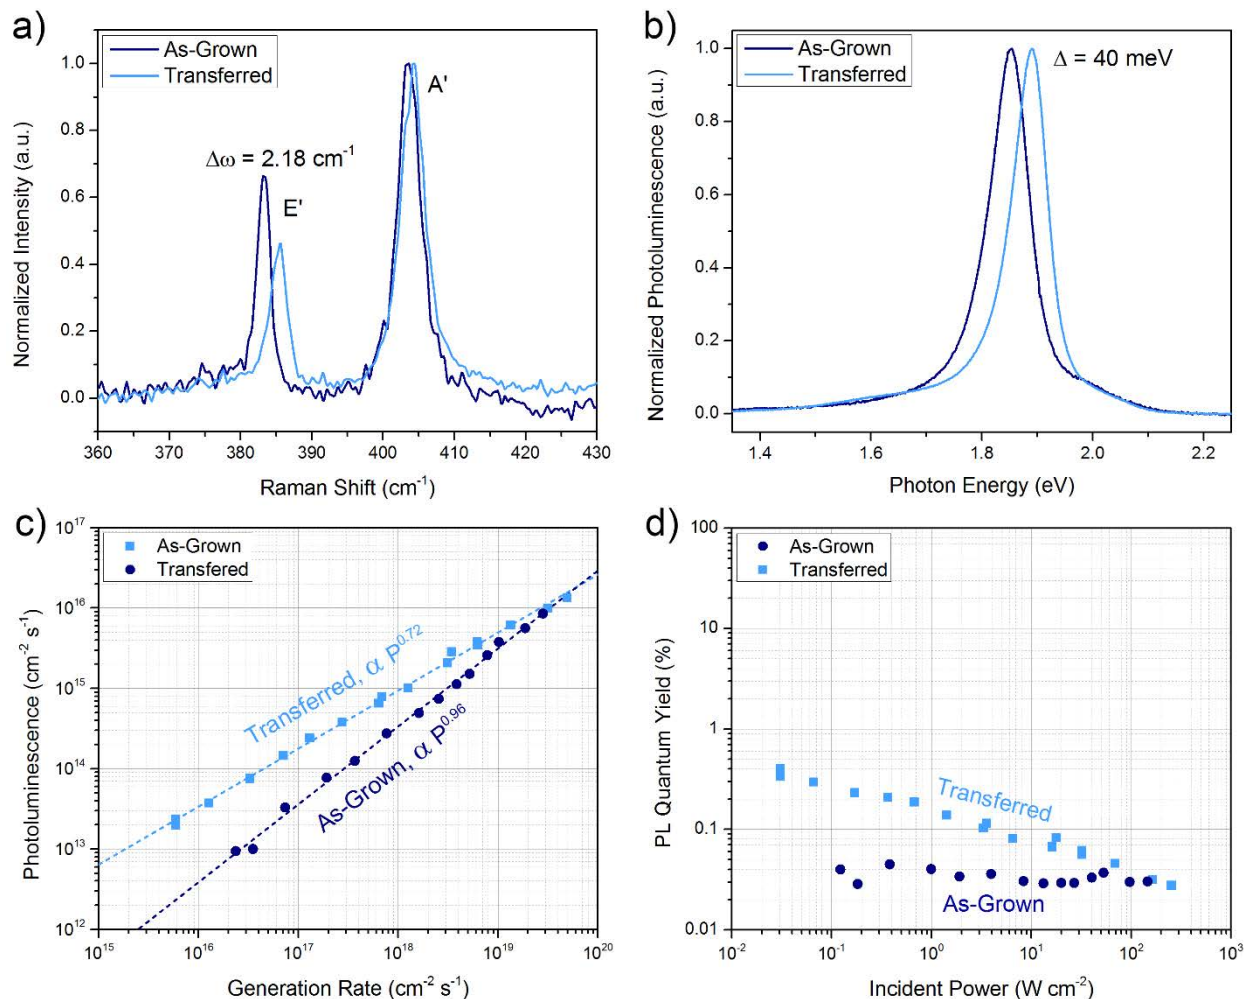 a)
As-Grown
Transferred
A'
Δω = 2.18 cm⁻¹
E'
1.0
0.8
0.6
0.4
0.2
0.0
Normalized Intensity (a.u.)
360 370 380 390 400 410 420 430
Raman Shift (cm⁻¹)
b)
As-Grown
Transferred
Δ = 40 meV
1.0
0.8
0.6
0.4
0.2
0.0
Normalized Photoluminescence (a.u.)
1.4 1.6 1.8 2.0 2.2
Photon Energy (eV)
c)
As-Grown
Transfered
Transferred, α P^0.72
As-Grown, α P^0.96
10¹⁷
10¹⁶
10¹⁵
10¹⁴
10¹³
10¹²
Photoluminescence (cm⁻² s⁻¹)
10¹⁵ 10¹⁶ 10¹⁷ 10¹⁸ 10¹⁹ 10²⁰
Generation Rate (cm⁻² s⁻¹)
d)
As-Grown
Transferred
Transferred
As-Grown
100
10
1
0.1
0.01
PL Quantum Yield (%)
10⁻² 10⁻¹ 10⁰ 10¹ 10² 10³
Incident Power (W cm⁻²)